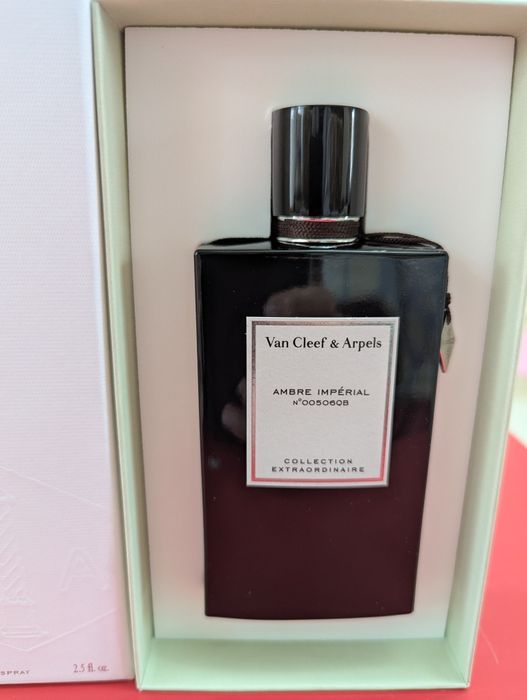 Van Cleef & Arpels
AMBRE IMPÉRIAL
N°005060B
COLLECTION
EXTRAORDINAIRE
SPRAY 2.5 fl. oz.